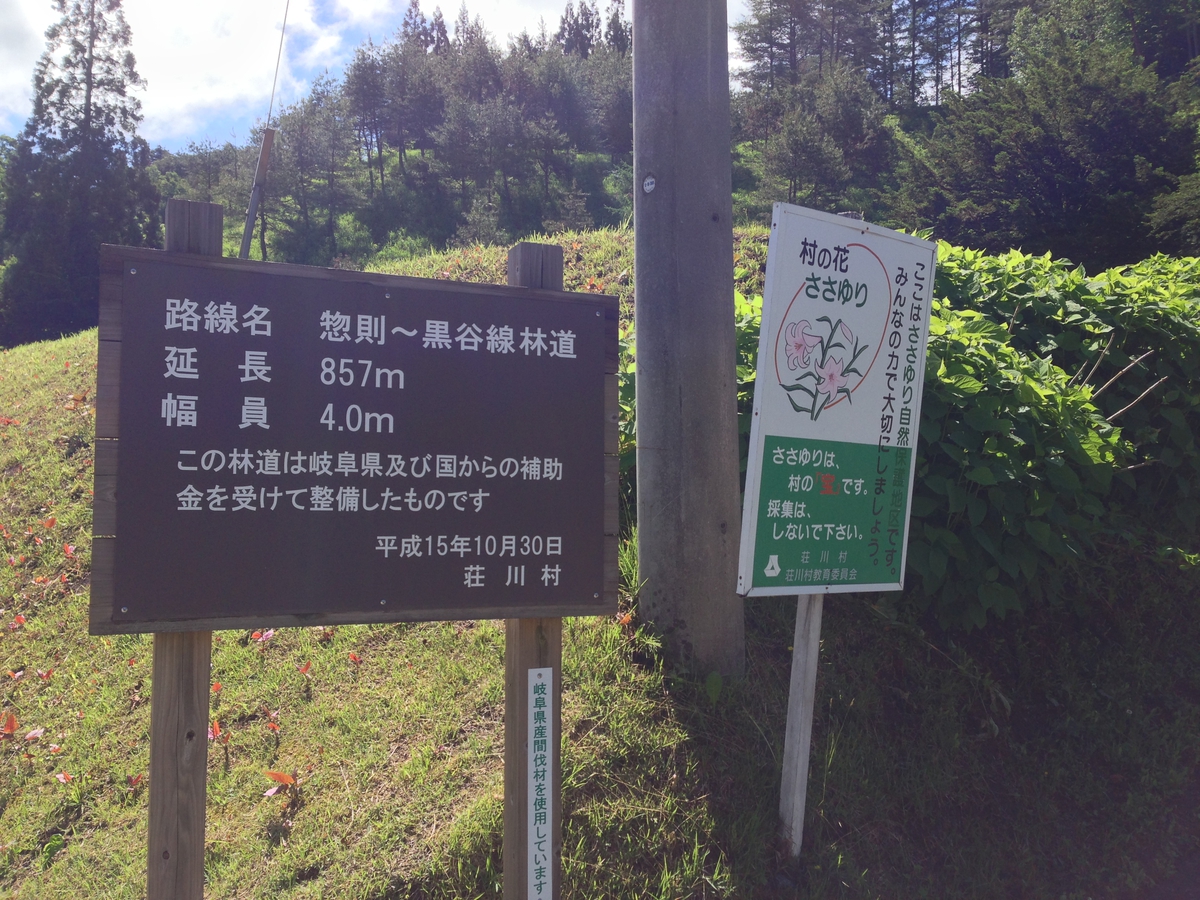 路線名 惣則～黒谷線林道
延長 857m
幅員 4.0m
この林道は岐阜県及び国からの補助
金を受けて整備したものです
平成15年10月30日
荘川村
岐阜県産間伐材を使用しています
村の花
ささゆり
ここはささゆり自然保護地区です。
みんなの力で大切にしましょう。
ささゆりは、
村の「宝」です。
採集は、
しないで下さい。
荘川村
荘川村教育委員会